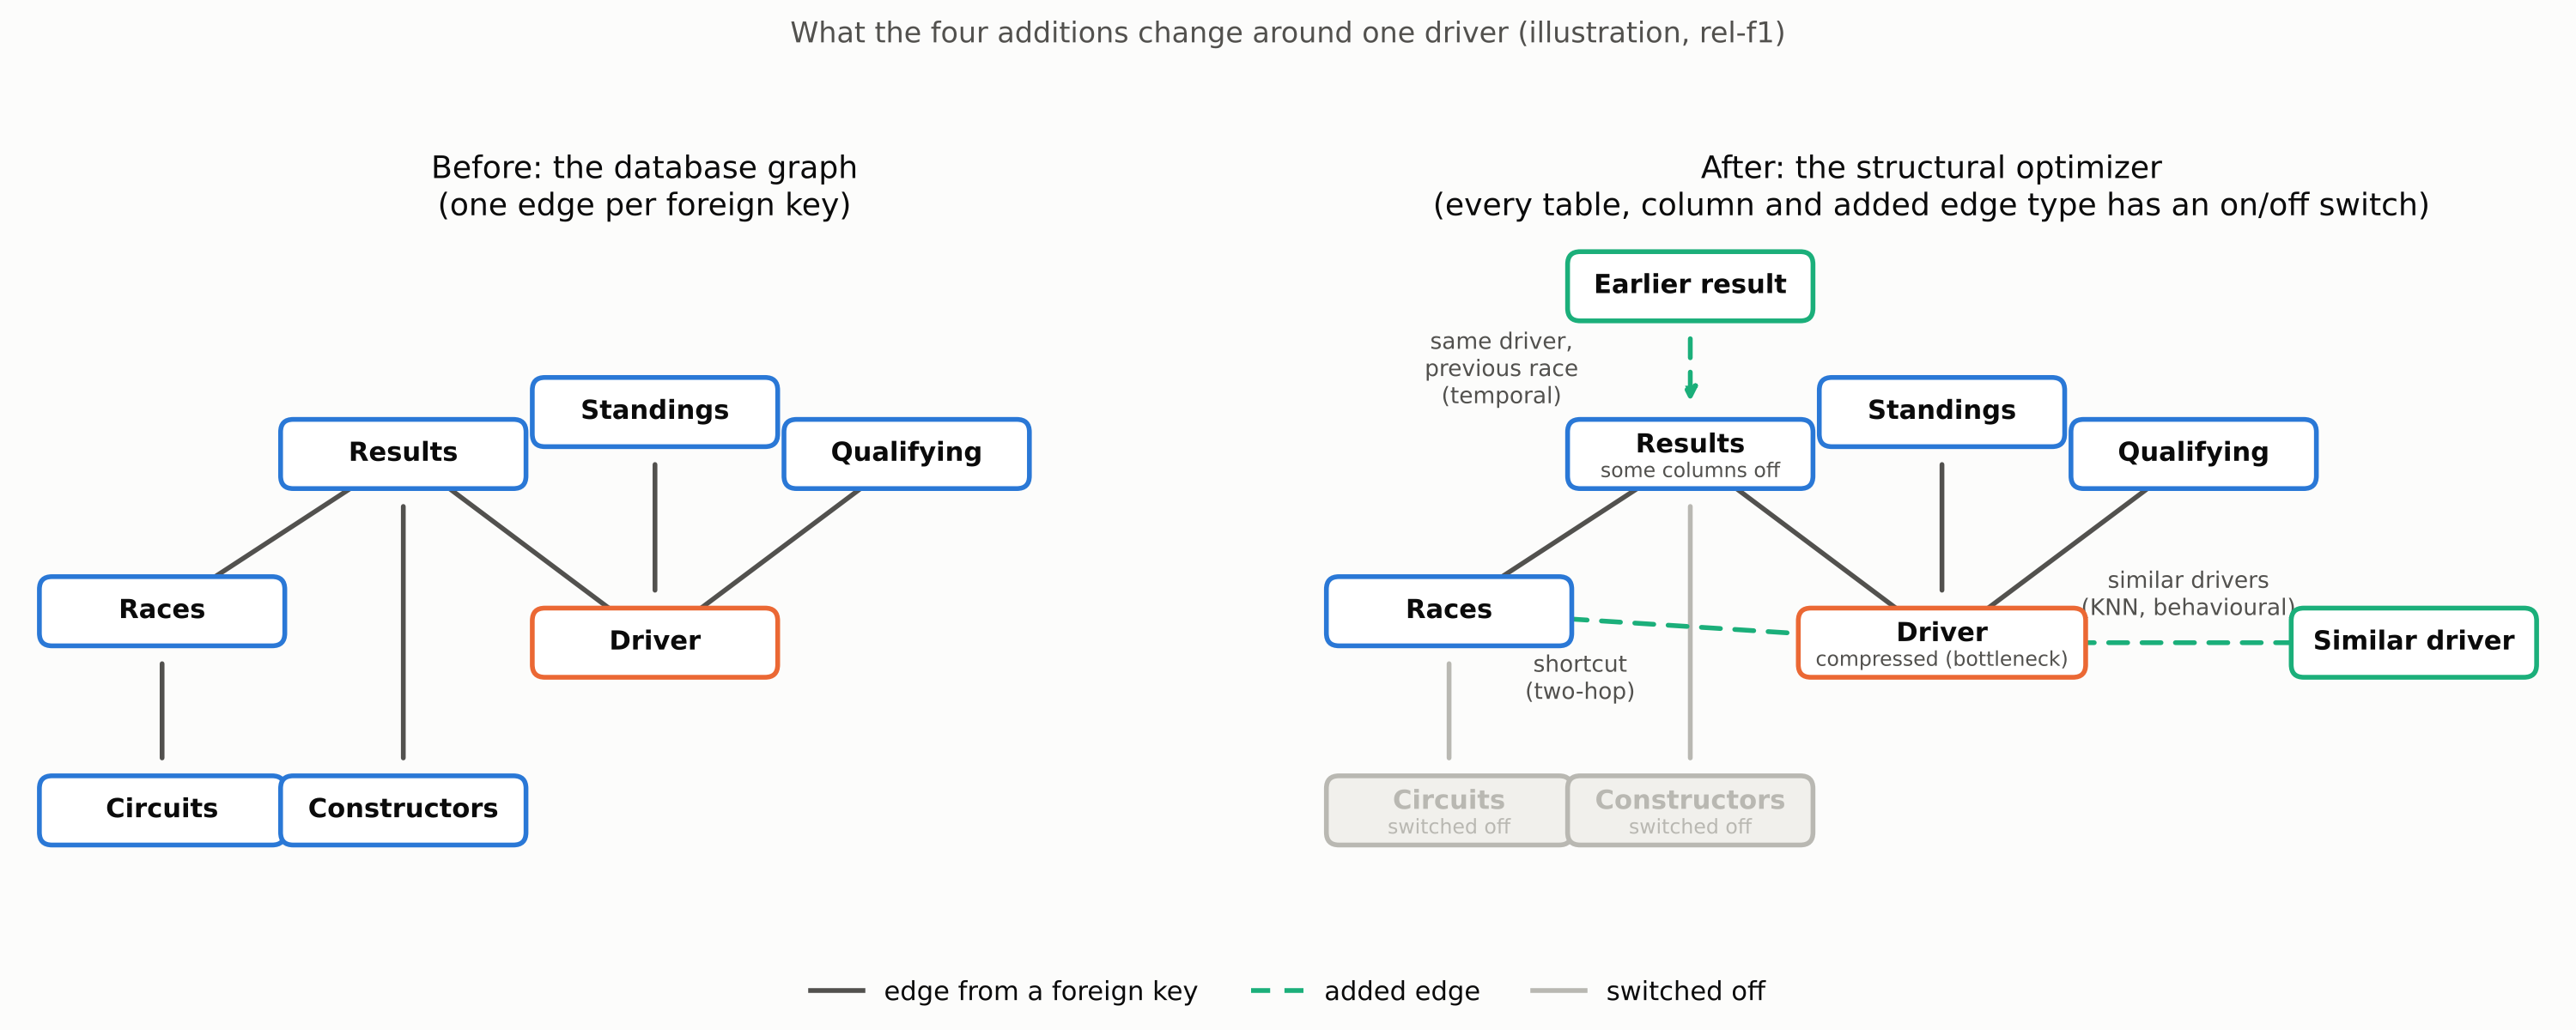 What the four additions change around one driver (illustration, rel-f1)
Before: the database graph
(one edge per foreign key)
Standings
Results
Qualifying
Races
Driver
Circuits
Constructors
After: the structural optimizer
(every table, column and added edge type has an on/off switch)
Earlier result
same driver,
previous race
(temporal)
Standings
Results
some columns off
Qualifying
similar drivers
(KNN, behavioural)
Races
Driver
compressed (bottleneck)
Similar driver
shortcut
(two-hop)
Circuits
switched off
Constructors
switched off
edge from a foreign key
added edge
switched off